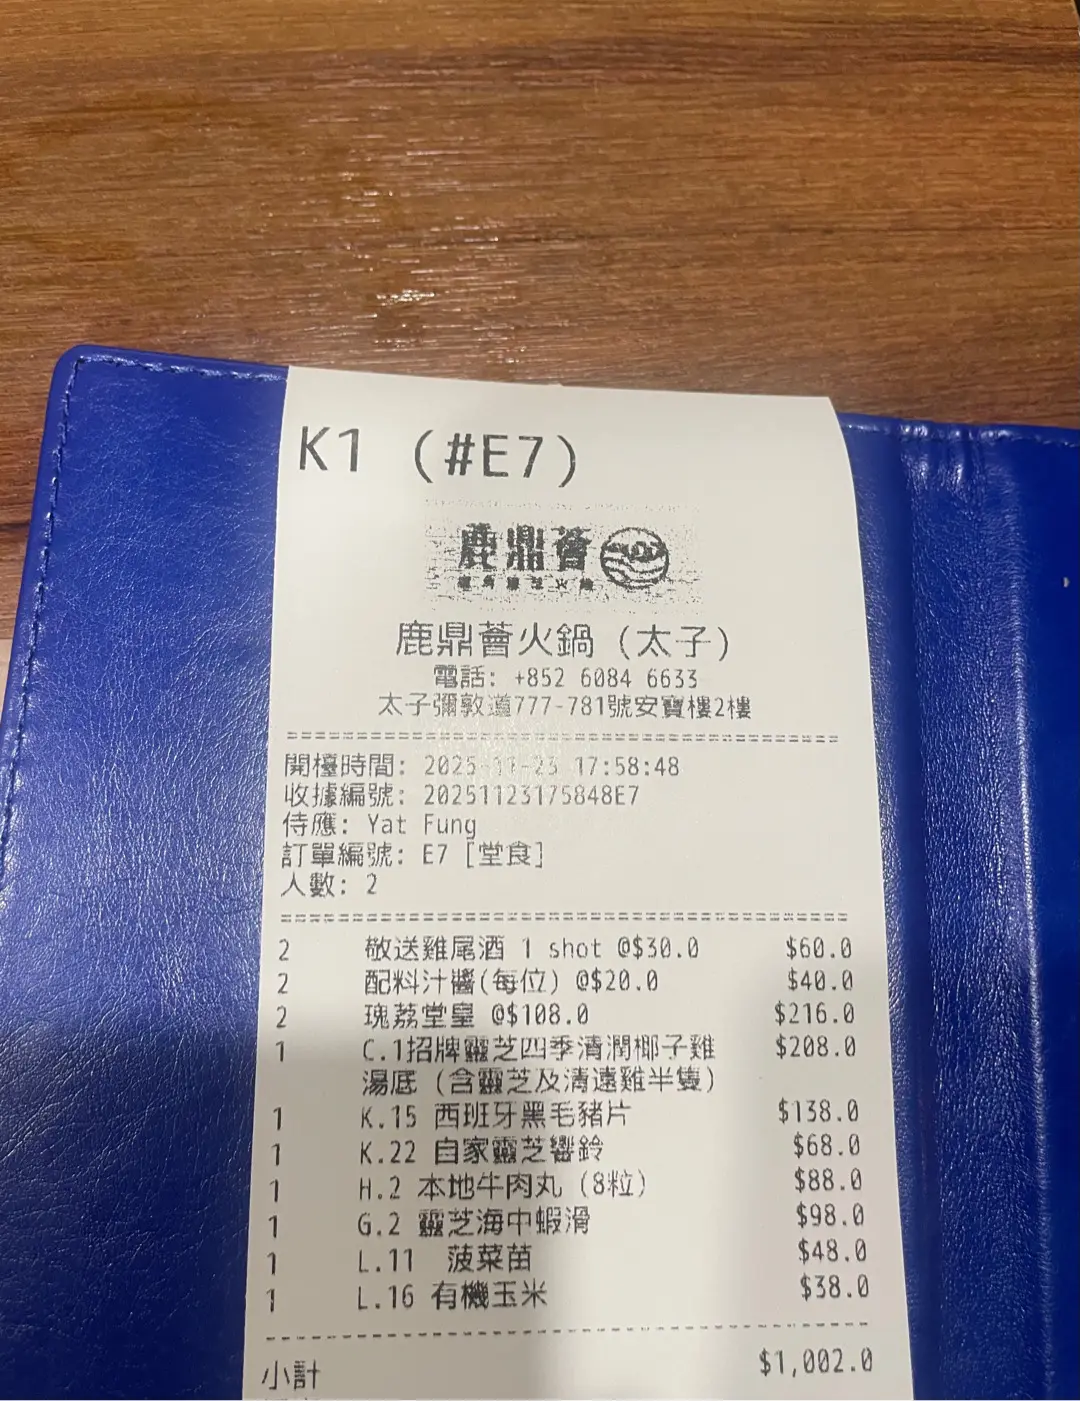 K1 (#E7)
鹿鼎薈
鹿鼎薈火鍋 (太子)
電話: +852 6084 6633
太子彌敦道777-781號安寶樓2樓
開檯時間: 2025-11-23 17:58:48
收據編號: 20251123175848E7
侍應: Yat Fung
訂單編號: E7 [堂食]
人數: 2
2 敬送雞尾酒 1 shot @$30.0 $60.0
2 配料汁醬(每位) @$20.0 $40.0
2 瑰荔堂皇 @$108.0 $216.0
1 C.1招牌靈芝四季清潤椰子雞 $208.0
湯底 (含靈芝及清遠雞半隻)
1 K.15 西班牙黑毛豬片 $138.0
1 K.22 自家靈芝響鈴 $68.0
1 H.2 本地牛肉丸 (8粒) $88.0
1 G.2 靈芝海中蝦滑 $98.0
1 L.11 菠菜苗 $48.0
1 L.16 有機玉米 $38.0
小計 $1,002.0